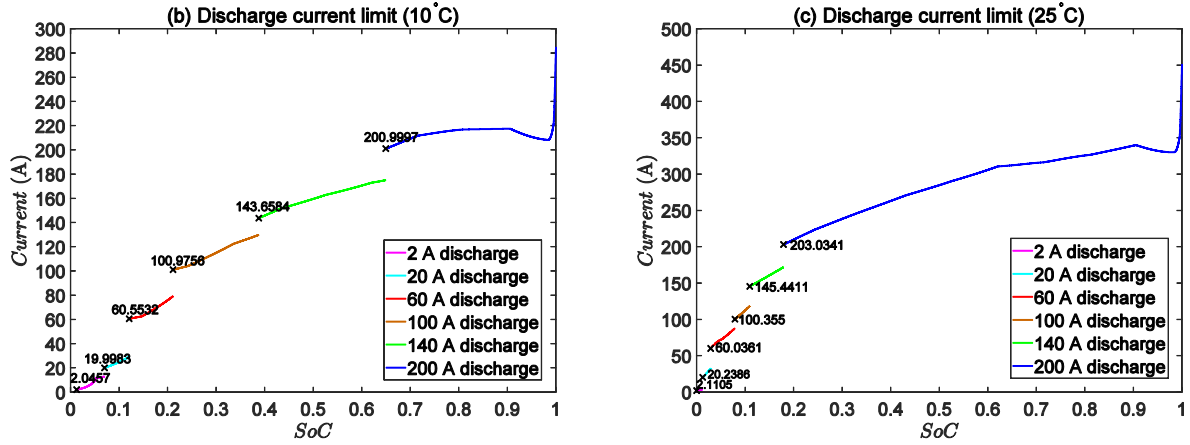 (b) Discharge current limit (10°C)
300
280
260
240
220
200
180
160
140
120
100
80
60
40
20
0
Current (A)
200.9997
143.6584
100.9756
60.5532
19.9983
2.0457
2 A discharge
20 A discharge
60 A discharge
100 A discharge
140 A discharge
200 A discharge
0 0.1 0.2 0.3 0.4 0.5 0.6 0.7 0.8 0.9 1
SoC
(c) Discharge current limit (25°C)
500
450
400
350
300
250
200
150
100
50
0
Current (A)
203.0341
145.4411
100.355
60.0361
20.2386
2.1105
2 A discharge
20 A discharge
60 A discharge
100 A discharge
140 A discharge
200 A discharge
0 0.1 0.2 0.3 0.4 0.5 0.6 0.7 0.8 0.9 1
SoC